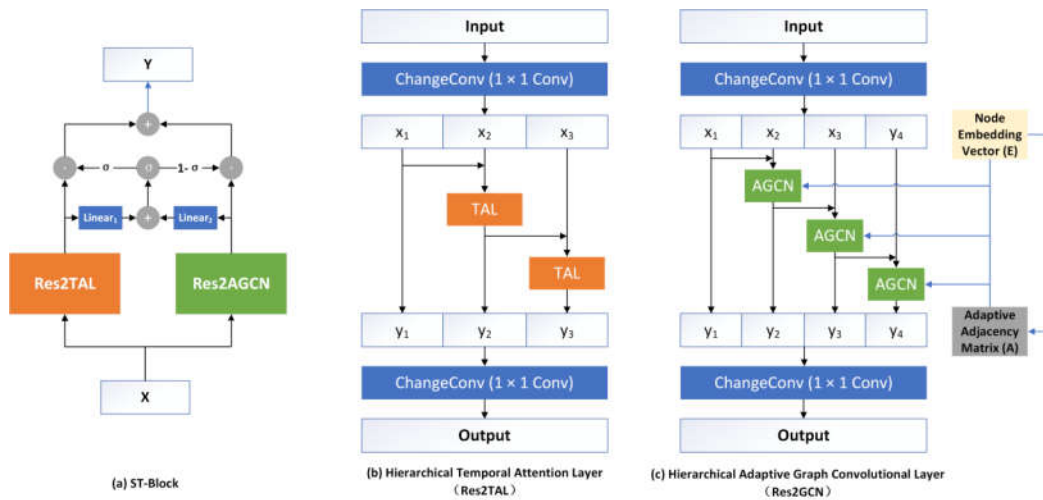 Y
+
·
σ
σ
1- σ
·
Linear₁
+
Linear₂
Res2TAL
Res2AGCN
X
(a) ST-Block
Input
ChangeConv (1 × 1 Conv)
x₁ x₂ x₃
TAL
TAL
y₁ y₂ y₃
ChangeConv (1 × 1 Conv)
Output
(b) Hierarchical Temporal Attention Layer
（Res2TAL）
Input
ChangeConv (1 × 1 Conv)
x₁ x₂ x₃ y₄
AGCN
AGCN
AGCN
y₁ y₂ y₃ y₄
ChangeConv (1 × 1 Conv)
Output
Node
Embedding
Vector (E)
Adaptive
Adjacency
Matrix (A)
(c) Hierarchical Adaptive Graph Convolutional Layer
（Res2GCN）